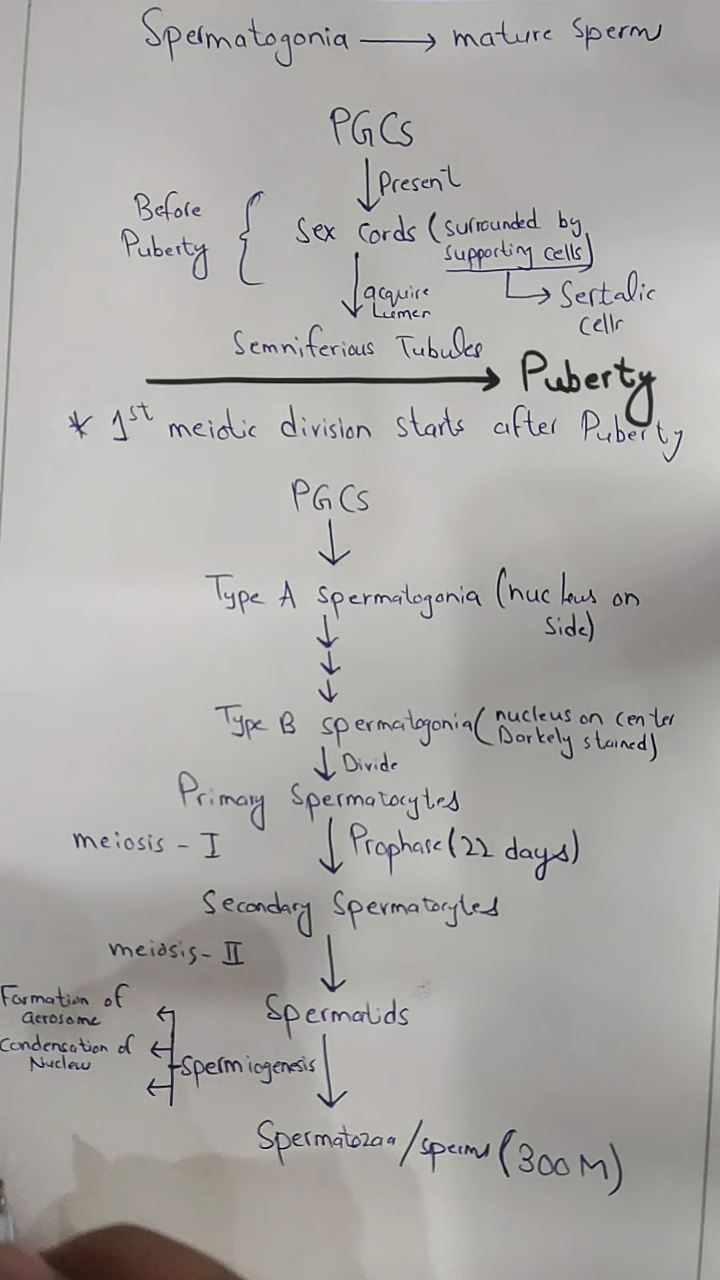 Spermatogonia → mature Sperm
PGCs
↓ Present
Before
Puberty { Sex Cords (surrounded by
supporting cells)
↓ acquire
Lumen
↳ Sertalic
cells
Semniferious Tubules
→ Puberty
* 1st meiotic division starts after Puberty
PGCs
↓
Type A spermatogonia (nucleus on
side)
↓
↓
↓
Type B spermatogonia (nucleus on center
Darkely stained)
↓ Divide
Primary Spermatocytes
meiosis - I ↓ Prophase (22 days)
Secondary Spermatocytes
meiosis - II ↓
Spermatids
Formation of
acrosome
Condensation of
Nucleus
Spermiogenesis ↓
Spermatozoa/sperms (300M)